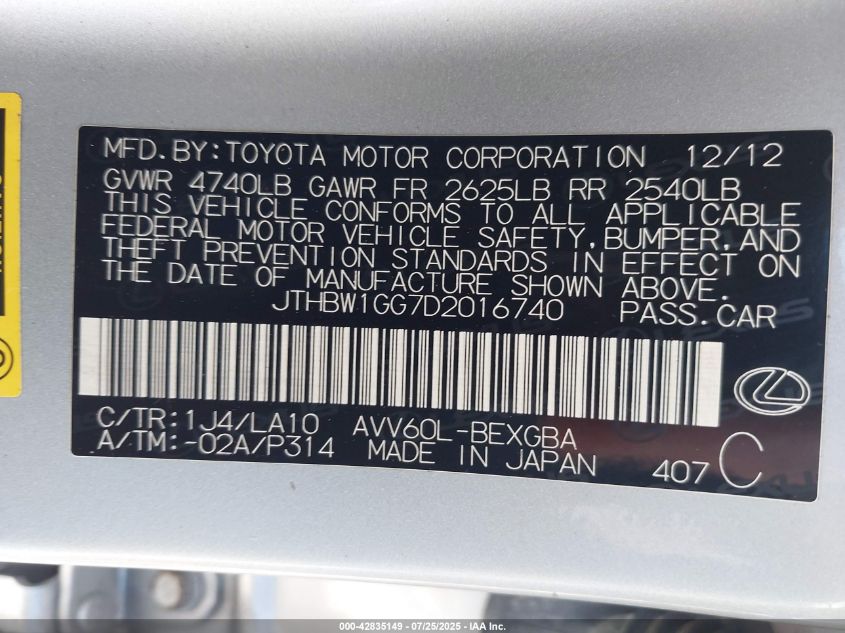 MFD.BY:TOYOTA MOTOR CORPORATION 12/12
GVWR 4740LB GAWR FR 2625LB RR 2540LB
THIS VEHICLE CONFORMS TO ALL APPLICABLE
FEDERAL MOTOR VEHICLE SAFETY,BUMPER,AND
THEFT PREVENTION STANDARDS IN EFFECT ON
THE DATE OF MANUFACTURE SHOWN ABOVE.
JTHBW1GG7D2016740 PASS.CAR
C/TR:1J4/LA10 AVV60L-BEXGBA
A/TM:-02A/P314 MADE IN JAPAN 407 C
000-42835149 - 07/25/2025 - IAA Inc.